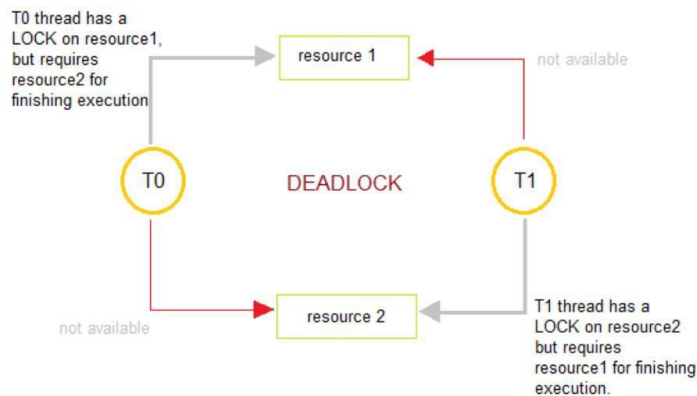 T0 thread has a
LOCK on resource1,
but requires
resource2 for
finishing execution
resource 1
not available
T0
DEADLOCK
T1
not available
resource 2
T1 thread has a
LOCK on resource2
but requires
resource1 for finishing
execution.